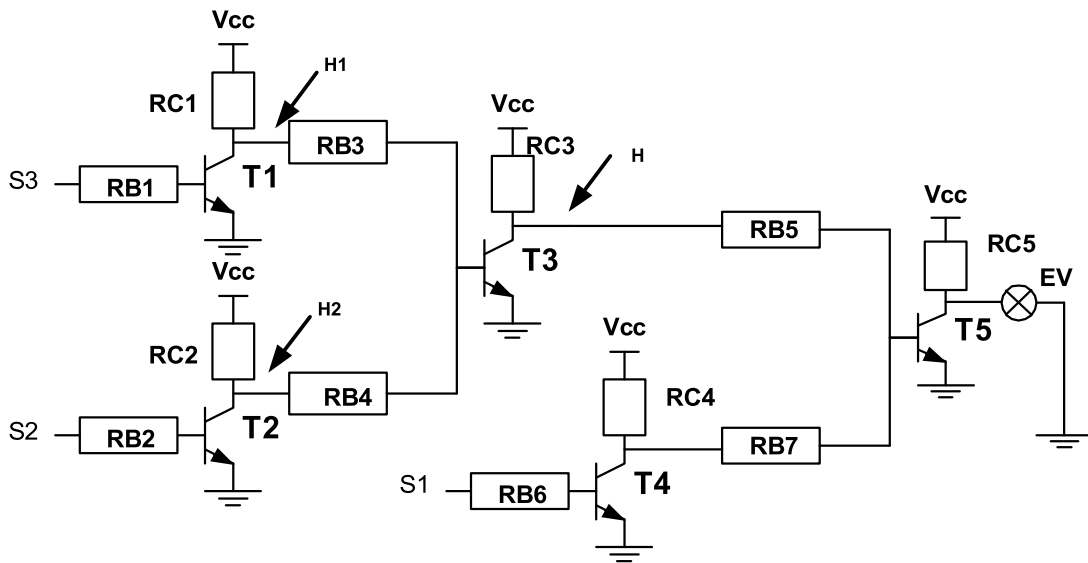 Vcc
RC1
H1
RB3
S3
RB1
T1
Vcc
RC3
H
T3
RB5
Vcc
RC5
EV
T5
Vcc
RC2
H2
RB4
S2
RB2
T2
Vcc
RC4
RB7
S1
RB6
T4